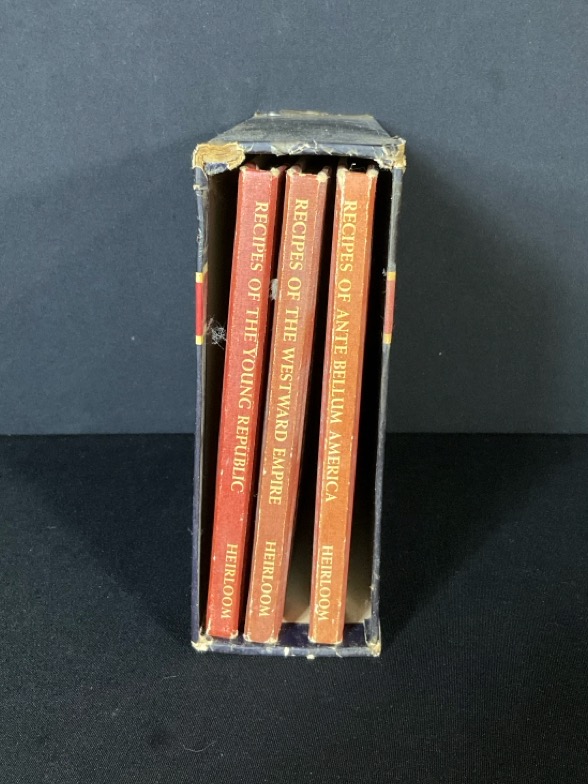 RECIPES OF THE YOUNG REPUBLIC HEIRLOOM
RECIPES OF THE WESTWARD EMPIRE HEIRLOOM
RECIPES OF ANTE BELLUM AMERICA HEIRLOOM